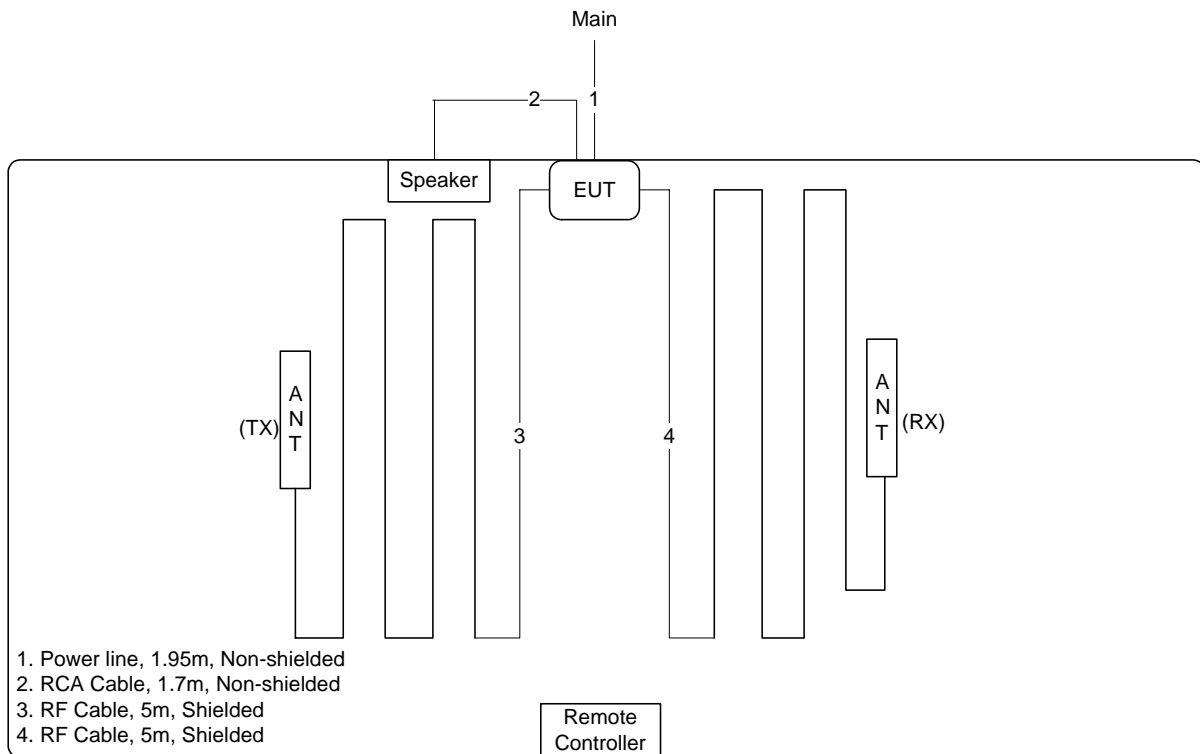 Main
2
1
Speaker
EUT
A
N
T
(TX)
3
4
A
N
T
(RX)
1. Power line, 1.95m, Non-shielded
2. RCA Cable, 1.7m, Non-shielded
3. RF Cable, 5m, Shielded
4. RF Cable, 5m, Shielded
Remote
Controller